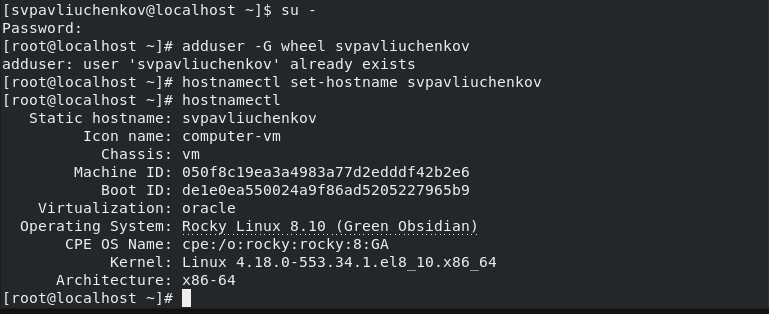 [svpavliuchenkov@localhost ~]$ su -
Password:
[root@localhost ~]# adduser -G wheel svpavliuchenkov
adduser: user 'svpavliuchenkov' already exists
[root@localhost ~]# hostnamectl set-hostname svpavliuchenkov
[root@localhost ~]# hostnamectl
Static hostname: svpavliuchenkov
Icon name: computer-vm
Chassis: vm
Machine ID: 050f8c19ea3a4983a77d2edddf42b2e6
Boot ID: de1e0ea550024a9f86ad5205227965b9
Virtualization: oracle
Operating System: Rocky Linux 8.10 (Green Obsidian)
CPE OS Name: cpe:/o:rocky:rocky:8:GA
Kernel: Linux 4.18.0-553.34.1.el8_10.x86_64
Architecture: x86-64
[root@localhost ~]#